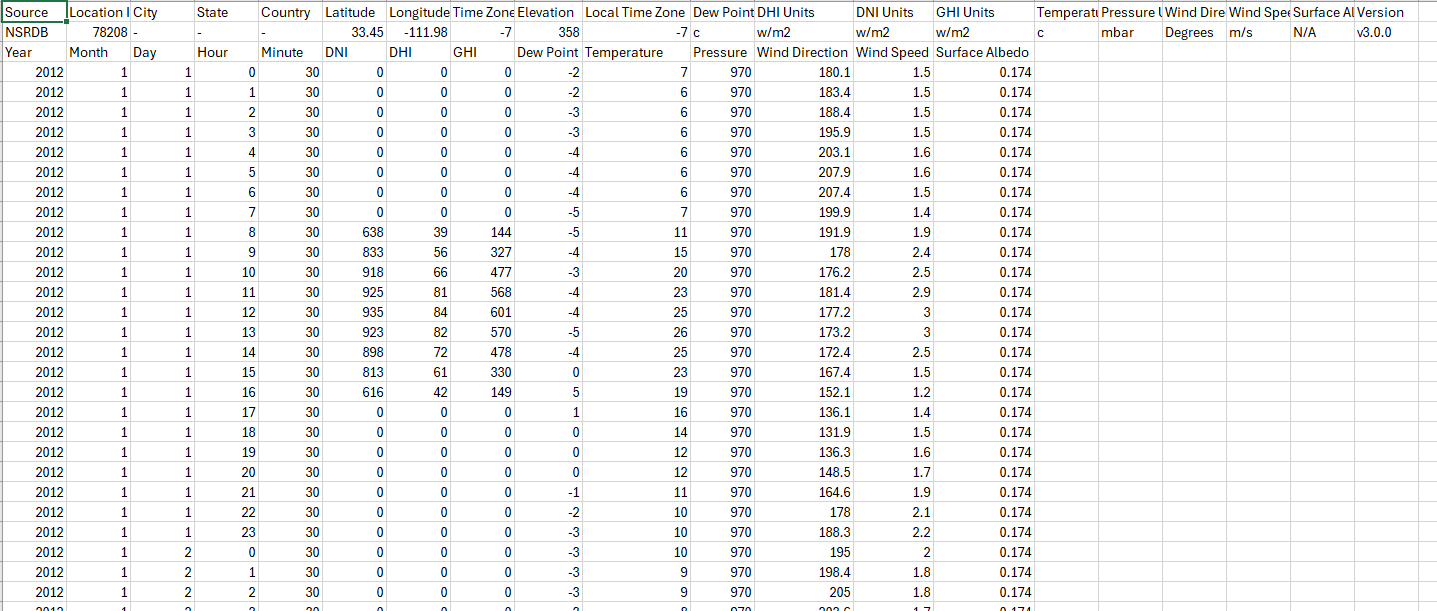 Source Location I City State Country Latitude Longitude Time Zone Elevation Local Time Zone Dew Point DHI Units DNI Units GHI Units Temperatu Pressure U Wind Dire Wind Spee Surface Al Version
NSRDB 78208 - - - 33.45 -111.98 -7 358 -7 c w/m2 w/m2 w/m2 c mbar Degrees m/s N/A v3.0.0
Year Month Day Hour Minute DNI DHI GHI Dew Point Temperature Pressure Wind Direction Wind Speed Surface Albedo
2012 1 1 0 30 0 0 0 -2 7 970 180.1 1.5 0.174
2012 1 1 1 30 0 0 0 -2 6 970 183.4 1.5 0.174
2012 1 1 2 30 0 0 0 -3 6 970 188.4 1.5 0.174
2012 1 1 3 30 0 0 0 -3 6 970 195.9 1.5 0.174
2012 1 1 4 30 0 0 0 -4 6 970 203.1 1.6 0.174
2012 1 1 5 30 0 0 0 -4 6 970 207.9 1.6 0.174
2012 1 1 6 30 0 0 0 -4 6 970 207.4 1.5 0.174
2012 1 1 7 30 0 0 0 -5 7 970 199.9 1.4 0.174
2012 1 1 8 30 638 39 144 -5 11 970 191.9 1.9 0.174
2012 1 1 9 30 833 56 327 -4 15 970 178 2.4 0.174
2012 1 1 10 30 918 66 477 -3 20 970 176.2 2.5 0.174
2012 1 1 11 30 925 81 568 -4 23 970 181.4 2.9 0.174
2012 1 1 12 30 935 84 601 -4 25 970 177.2 3 0.174
2012 1 1 13 30 923 82 570 -5 26 970 173.2 3 0.174
2012 1 1 14 30 898 72 478 -4 25 970 172.4 2.5 0.174
2012 1 1 15 30 813 61 330 0 23 970 167.4 1.5 0.174
2012 1 1 16 30 616 42 149 5 19 970 152.1 1.2 0.174
2012 1 1 17 30 0 0 0 1 16 970 136.1 1.4 0.174
2012 1 1 18 30 0 0 0 0 14 970 131.9 1.5 0.174
2012 1 1 19 30 0 0 0 0 12 970 136.3 1.6 0.174
2012 1 1 20 30 0 0 0 0 12 970 148.5 1.7 0.174
2012 1 1 21 30 0 0 0 -1 11 970 164.6 1.9 0.174
2012 1 1 22 30 0 0 0 -2 10 970 178 2.1 0.174
2012 1 1 23 30 0 0 0 -3 10 970 188.3 2.2 0.174
2012 1 2 0 30 0 0 0 -3 10 970 195 2 0.174
2012 1 2 1 30 0 0 0 -3 9 970 198.4 1.8 0.174
2012 1 2 2 30 0 0 0 -3 9 970 205 1.8 0.174